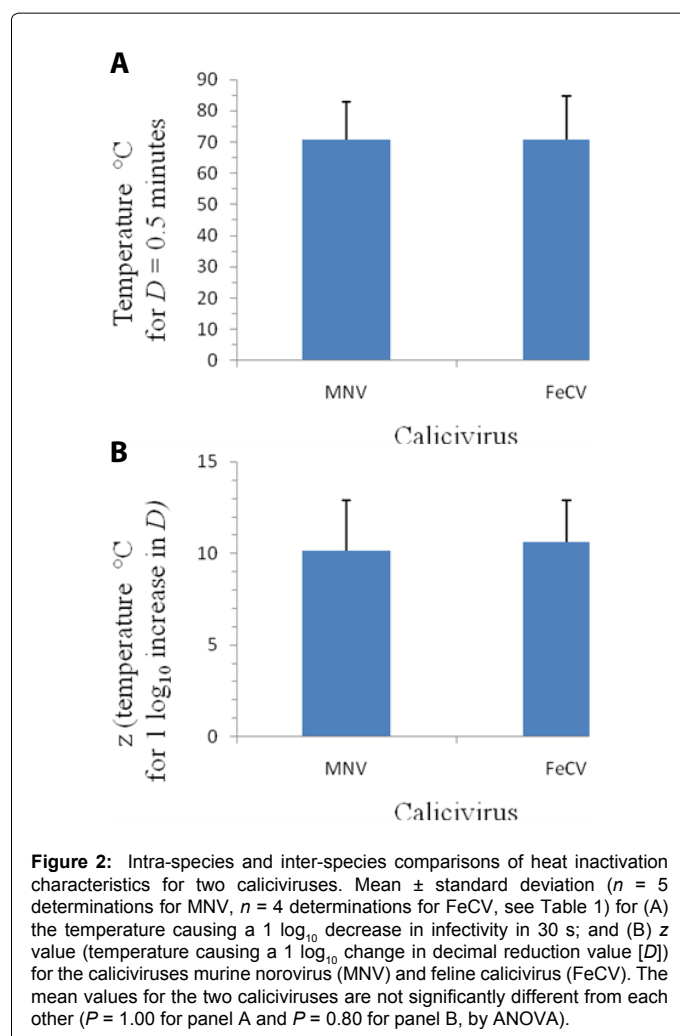 A
90
80
70
60
50
40
30
20
10
0
Temperature °C
for D = 0.5 minutes
MNV FeCV
Calicivirus
B
15
10
5
0
z (temperature °C
for 1 log10 increase in D)
MNV FeCV
Calicivirus
Figure 2: Intra-species and inter-species comparisons of heat inactivation
characteristics for two caliciviruses. Mean ± standard deviation (n = 5
determinations for MNV, n = 4 determinations for FeCV, see Table 1) for (A)
the temperature causing a 1 log10 decrease in infectivity in 30 s; and (B) z
value (temperature causing a 1 log10 change in decimal reduction value [D])
for the caliciviruses murine norovirus (MNV) and feline calicivirus (FeCV). The
mean values for the two caliciviruses are not significantly different from each
other (P = 1.00 for panel A and P = 0.80 for panel B, by ANOVA).